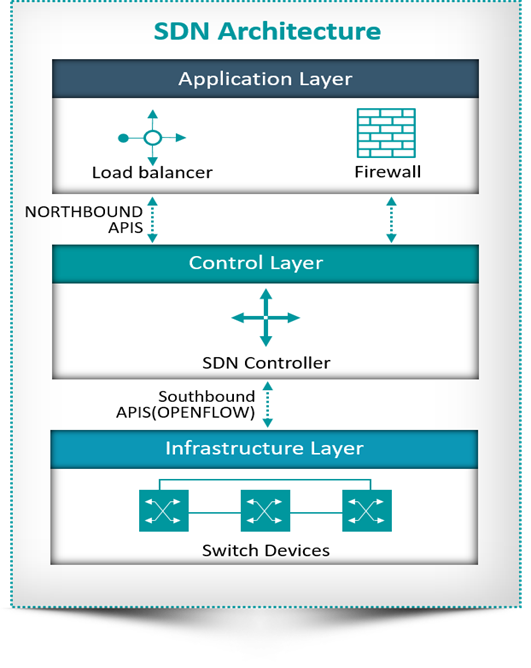 SDN Architecture
Application Layer
Load balancer
Firewall
NORTHBOUND
APIS
Control Layer
SDN Controller
Southbound
APIS(OPENFLOW)
Infrastructure Layer
Switch Devices